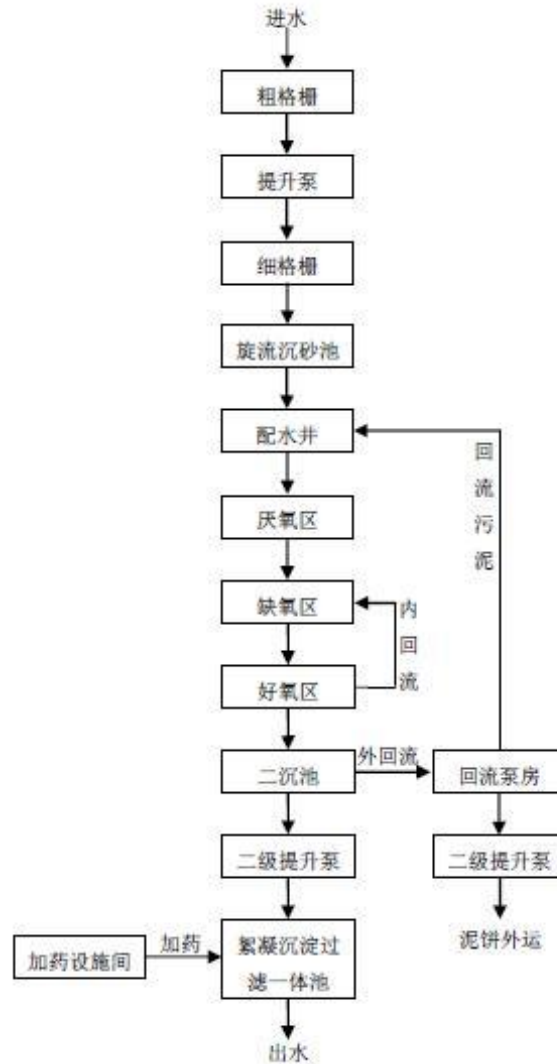 进水
粗格栅
提升泵
细格栅
旋流沉砂池
配水井
回流污泥
厌氧区
缺氧区
内回流
好氧区
二沉池
外回流
回流泵房
二级提升泵
二级提升泵
泥饼外运
加药设施间
加药
絮凝沉淀过
滤一体池
出水